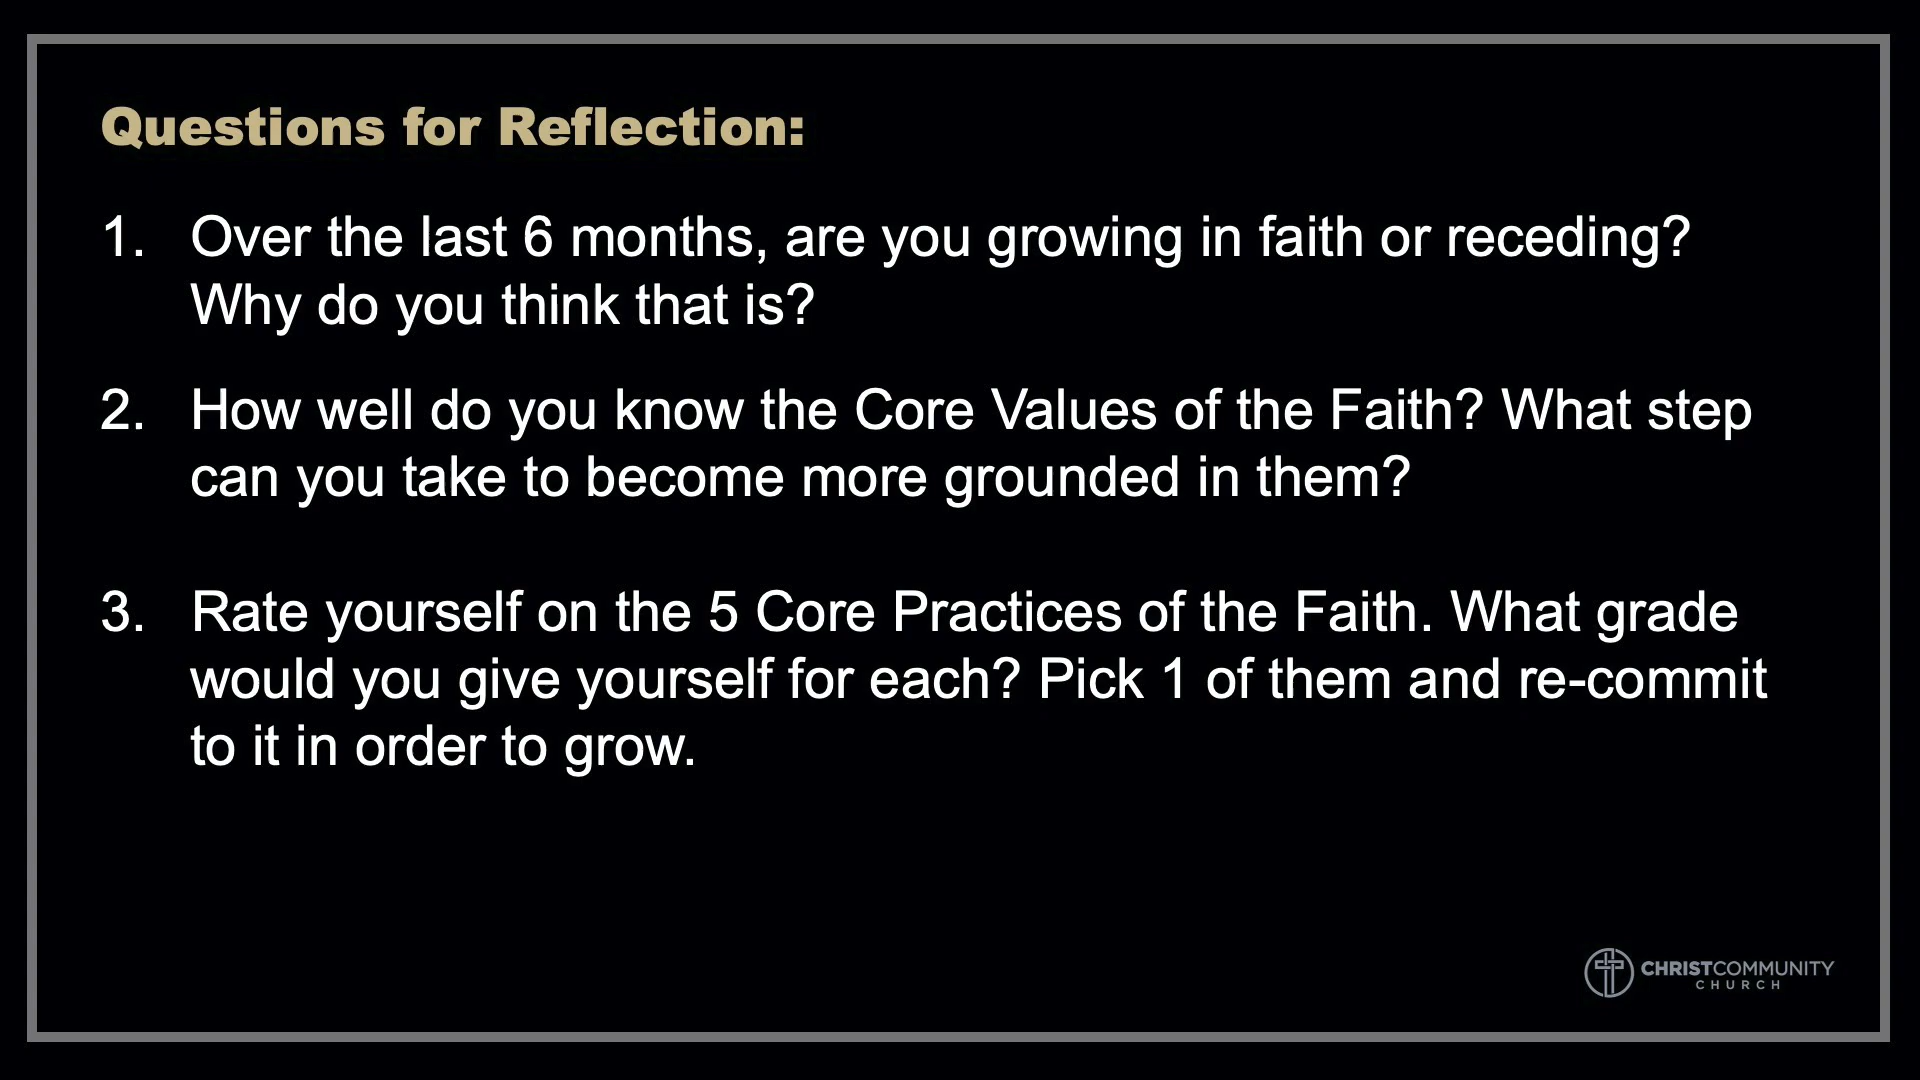 Questions for Reflection:
1. Over the last 6 months, are you growing in faith or receding?
Why do you think that is?
2. How well do you know the Core Values of the Faith? What step
can you take to become more grounded in them?
3. Rate yourself on the 5 Core Practices of the Faith. What grade
would you give yourself for each? Pick 1 of them and re-commit
to it in order to grow.
CHRISTCOMMUNITY
CHURCH